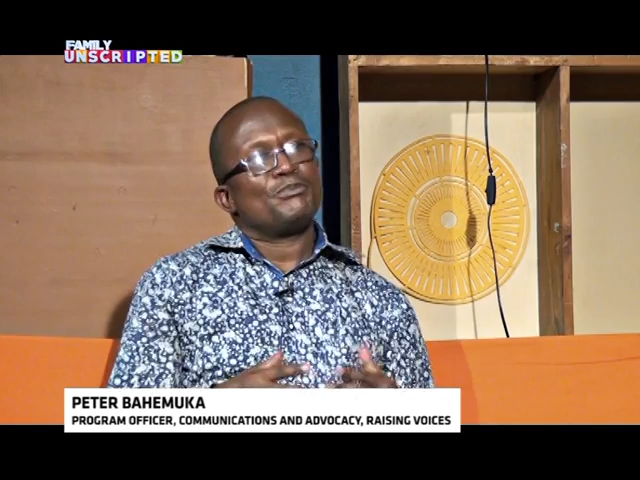 FAMILY
UNSCRIPTED
PETER BAHEMUKA
PROGRAM OFFICER, COMMUNICATIONS AND ADVOCACY, RAISING VOICES